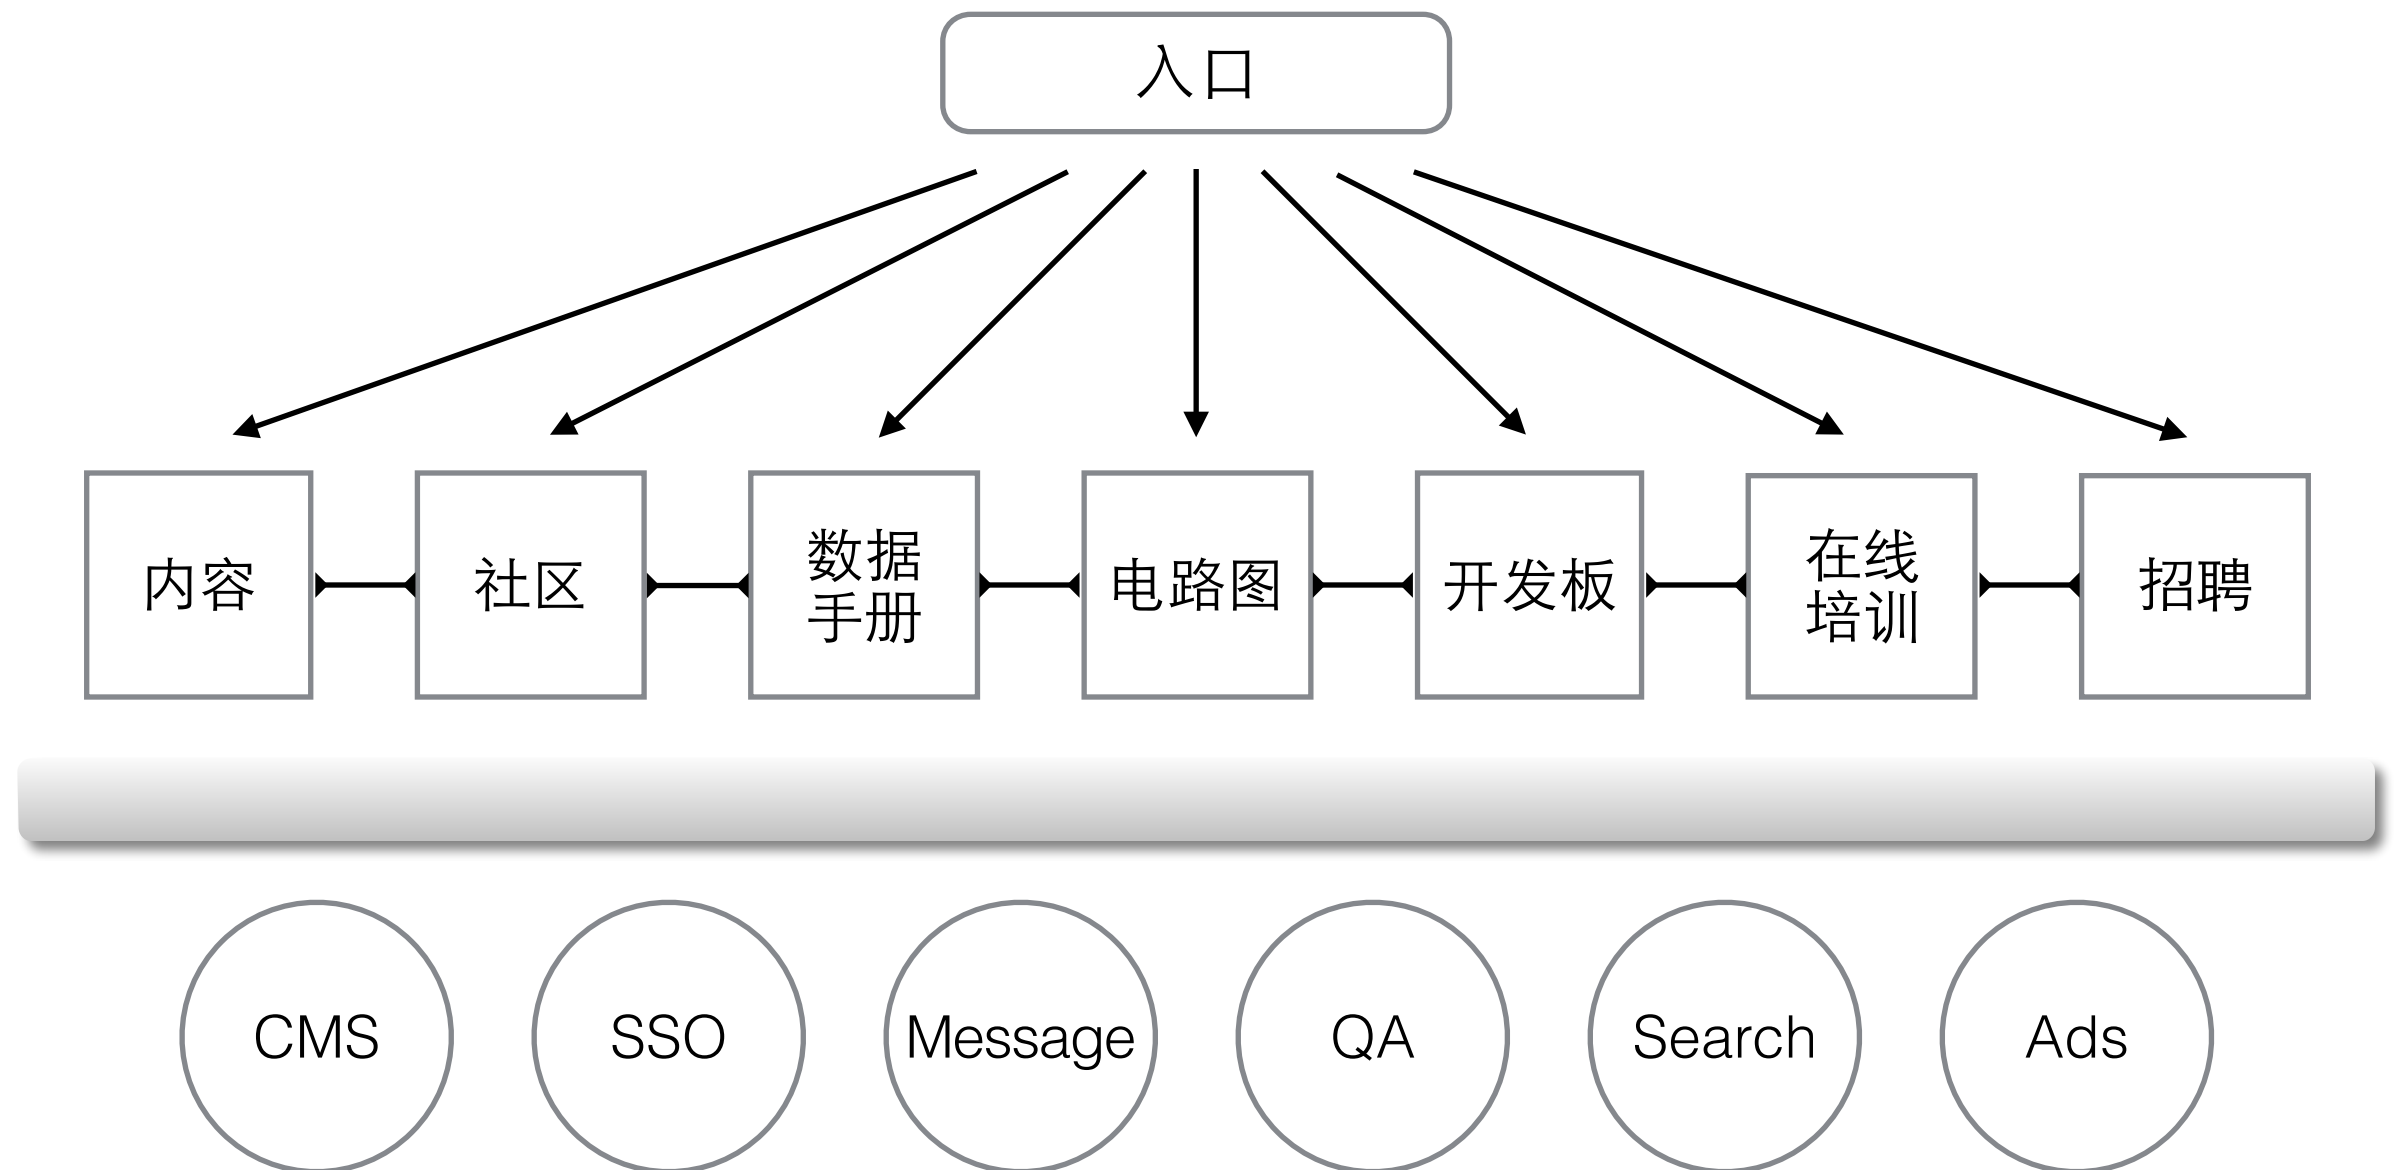 入口
内容
社区
数据
手册
电路图
开发板
在线
培训
招聘
CMS
SSO
Message
QA
Search
Ads